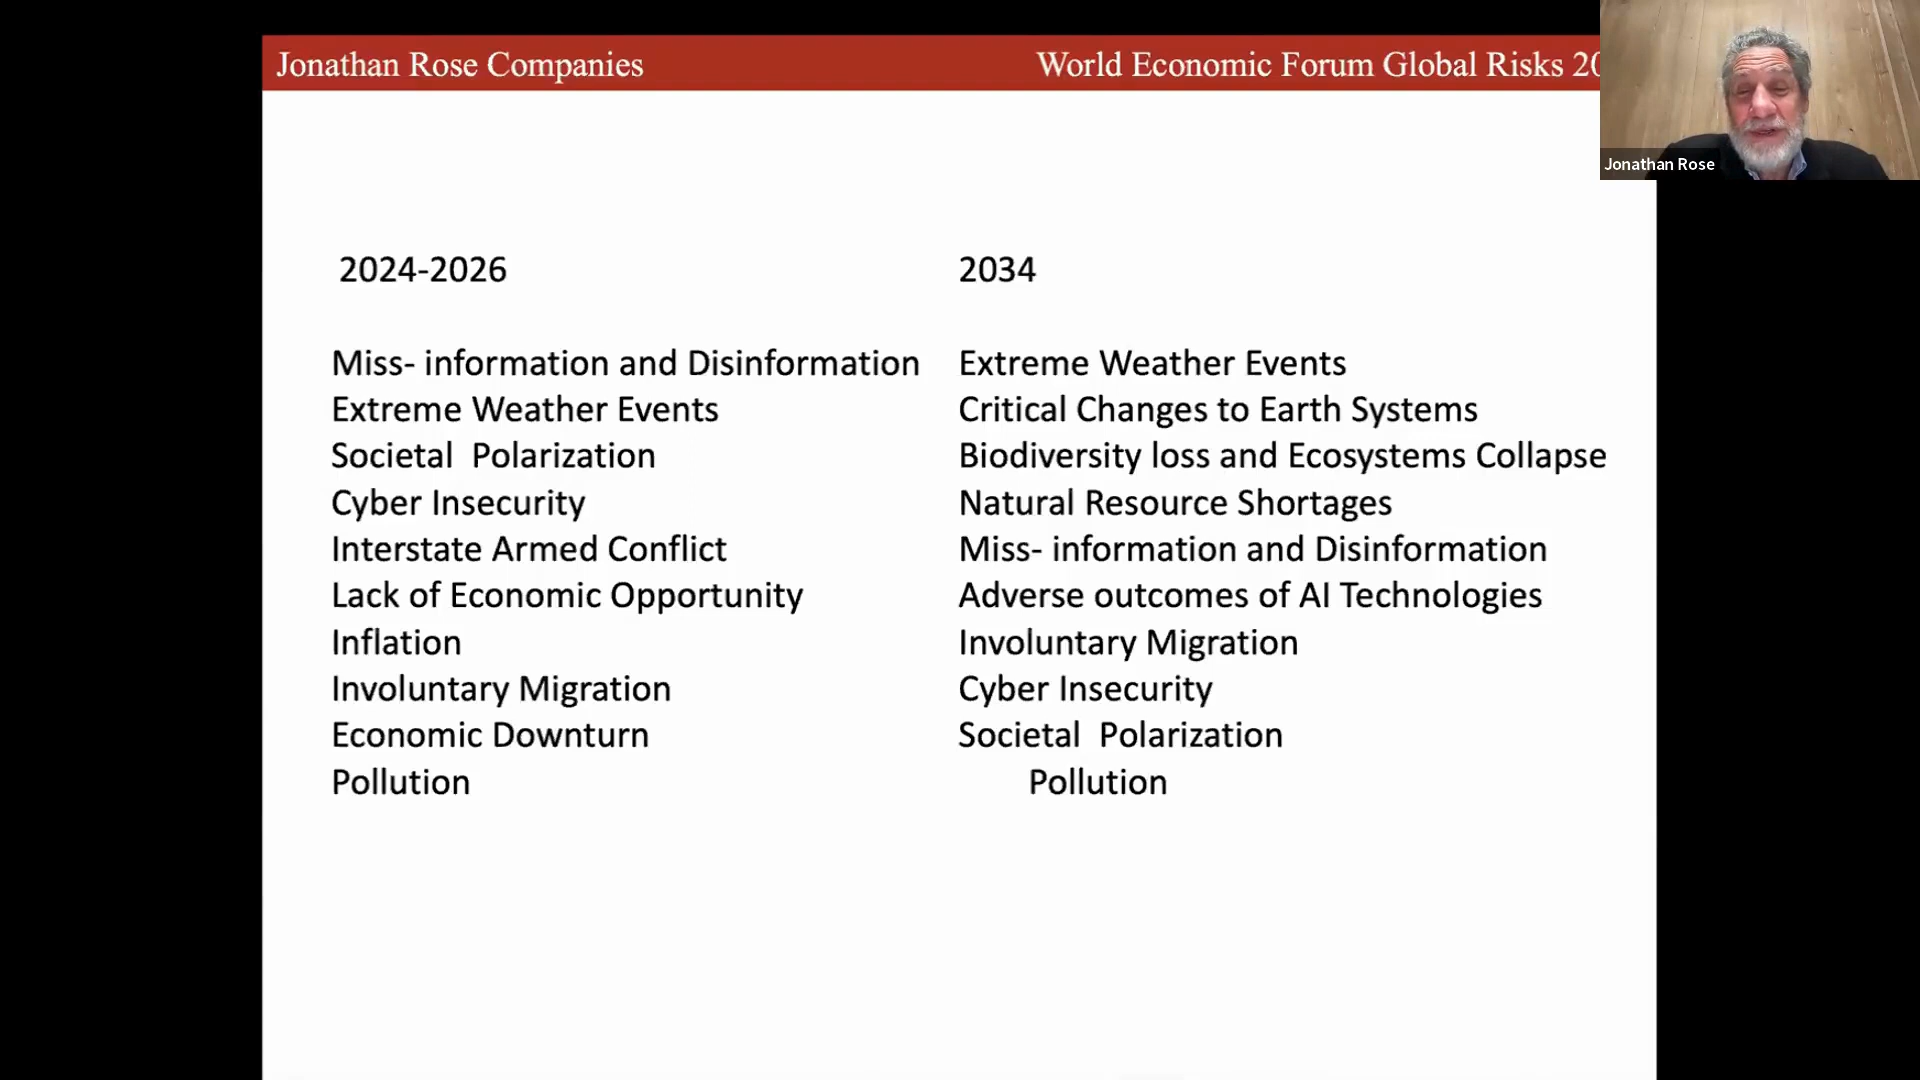 Jonathan Rose Companies
World Economic Forum Global Risks
Jonathan Rose
2024-2026
Miss- information and Disinformation
Extreme Weather Events
Societal  Polarization
Cyber Insecurity
Interstate Armed Conflict
Lack of Economic Opportunity
Inflation
Involuntary Migration
Economic Downturn
Pollution
2034
Extreme Weather Events
Critical Changes to Earth Systems
Biodiversity loss and Ecosystems Collapse
Natural Resource Shortages
Miss- information and Disinformation
Adverse outcomes of AI Technologies
Involuntary Migration
Cyber Insecurity
Societal  Polarization
Pollution